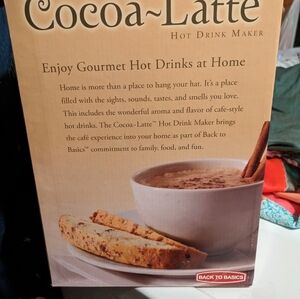 Cocoa~Latte
HOT DRINK MAKER
Enjoy Gourmet Hot Drinks at Home
Home is more than a place to hang your hat. It's a place
filled with the sights, sounds, tastes, and smells you love.
This includes the wonderful aroma and flavor of café-style
hot drinks. The Cocoa~Latte™ Hot Drink Maker brings
the café experience into your home as part of Back to
Basics™ commitment to family, food, and fun.
BACK TO BASICS